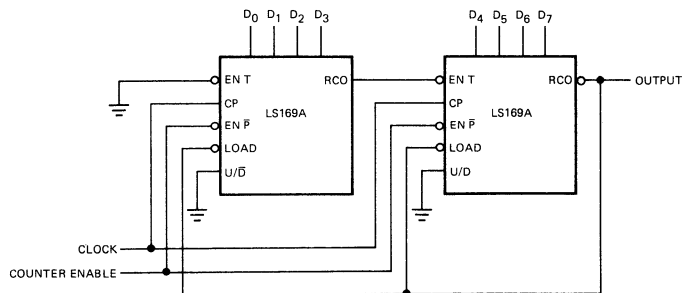 D0 D1 D2 D3
D4 D5 D6 D7
EN T
RCO
CP
LS169A
EN P̅
LOAD
U/D̅
EN T
RCO
OUTPUT
CP
LS169A
EN P̅
LOAD
U/D
CLOCK
COUNTER ENABLE